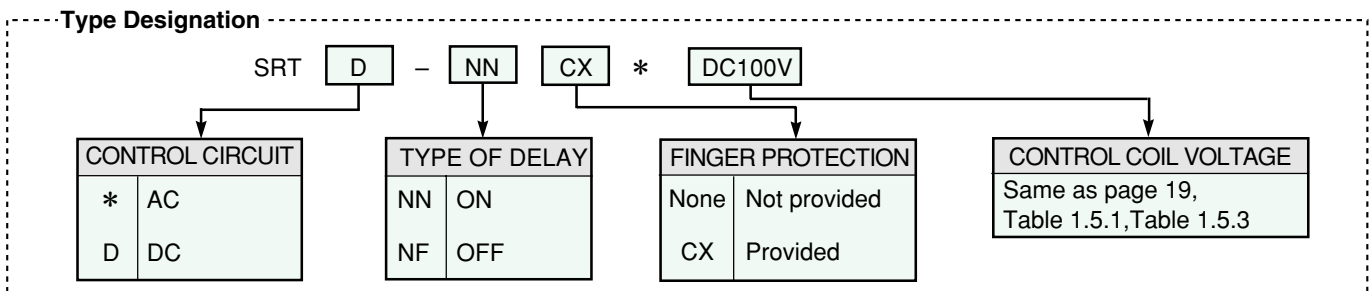 Type Designation
SRT D – NN CX * DC100V
CONTROL CIRCUIT
* AC
D DC
TYPE OF DELAY
NN ON
NF OFF
FINGER PROTECTION
None Not provided
CX Provided
CONTROL COIL VOLTAGE
Same as page 19,
Table 1.5.1,Table 1.5.3